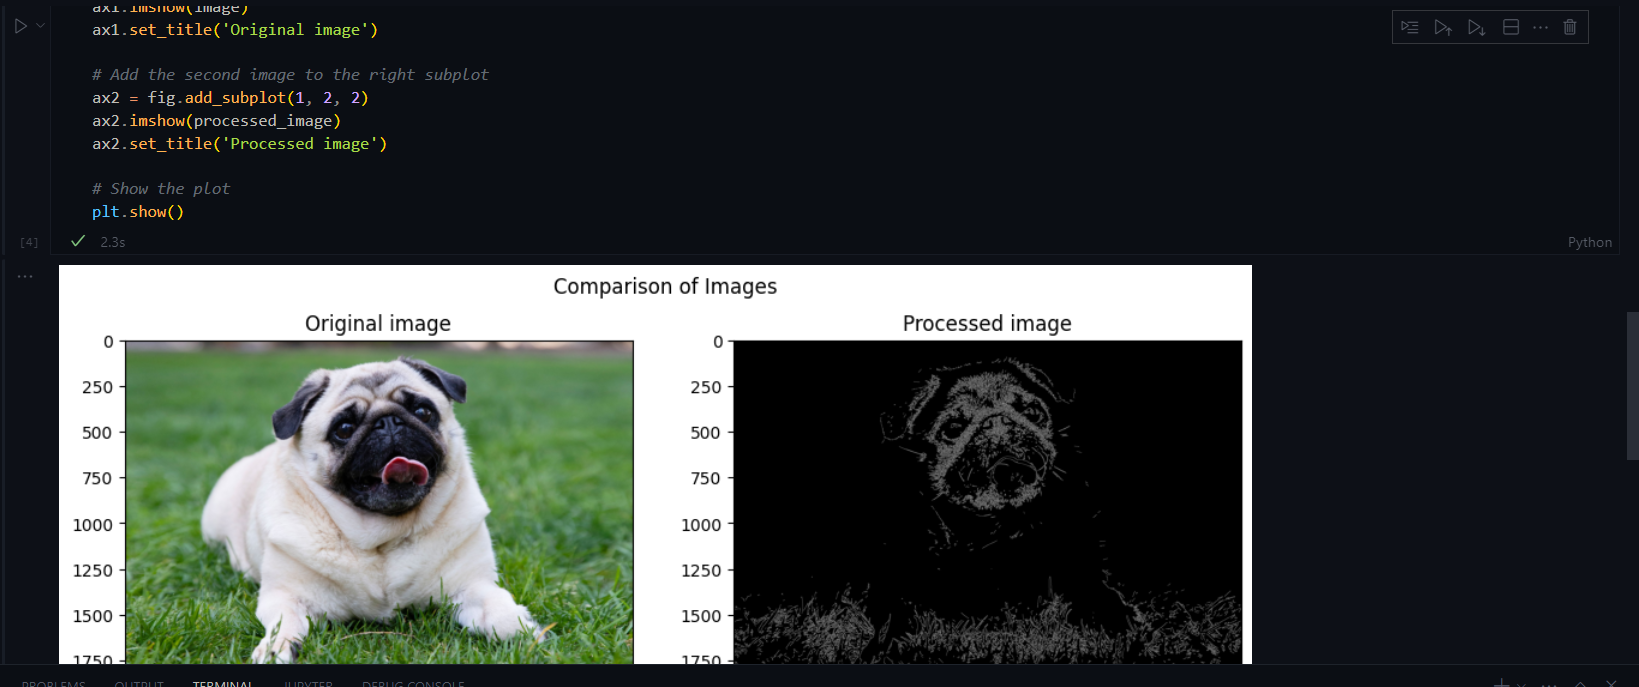 ax1.imshow(image)
ax1.set_title('Original image')
# Add the second image to the right subplot
ax2 = fig.add_subplot(1, 2, 2)
ax2.imshow(processed_image)
ax2.set_title('Processed image')
# Show the plot
plt.show()
[4]
2.3s
Python
Comparison of Images
Original image
Processed image
0
250
500
750
1000
1250
1500
1750
0
250
500
750
1000
1250
1500
1750
PROBLEMS OUTPUT TERMINAL JUPYTER DEBUG CONSOLE